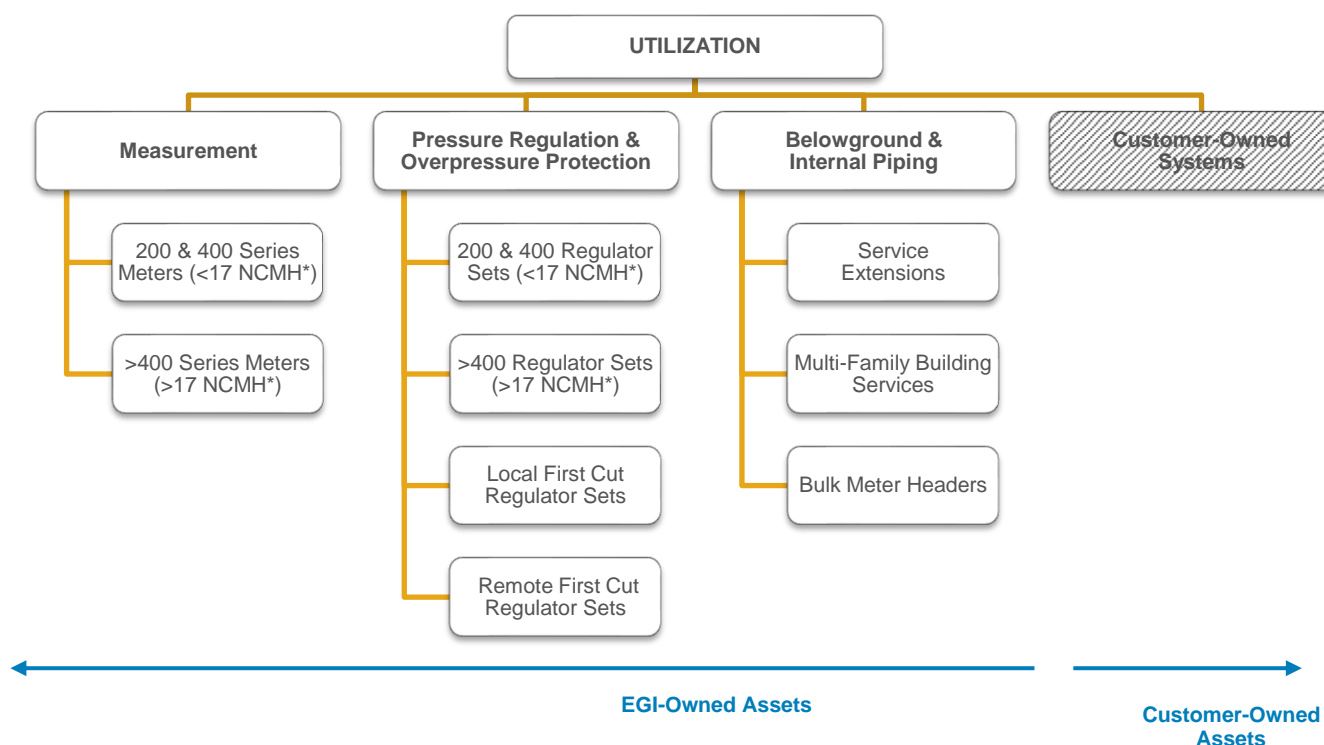 UTILIZATION
Measurement
Pressure Regulation &
Overpressure Protection
Belowground &
Internal Piping
Customer-Owned
Systems
200 & 400 Series
Meters (<17 NCMH*)
>400 Series Meters
(>17 NCMH*)
200 & 400 Regulator
Sets (<17 NCMH*)
>400 Regulator Sets
(>17 NCMH*)
Local First Cut
Regulator Sets
Remote First Cut
Regulator Sets
Service
Extensions
Multi-Family Building
Services
Bulk Meter Headers
EGI-Owned Assets
Customer-Owned
Assets